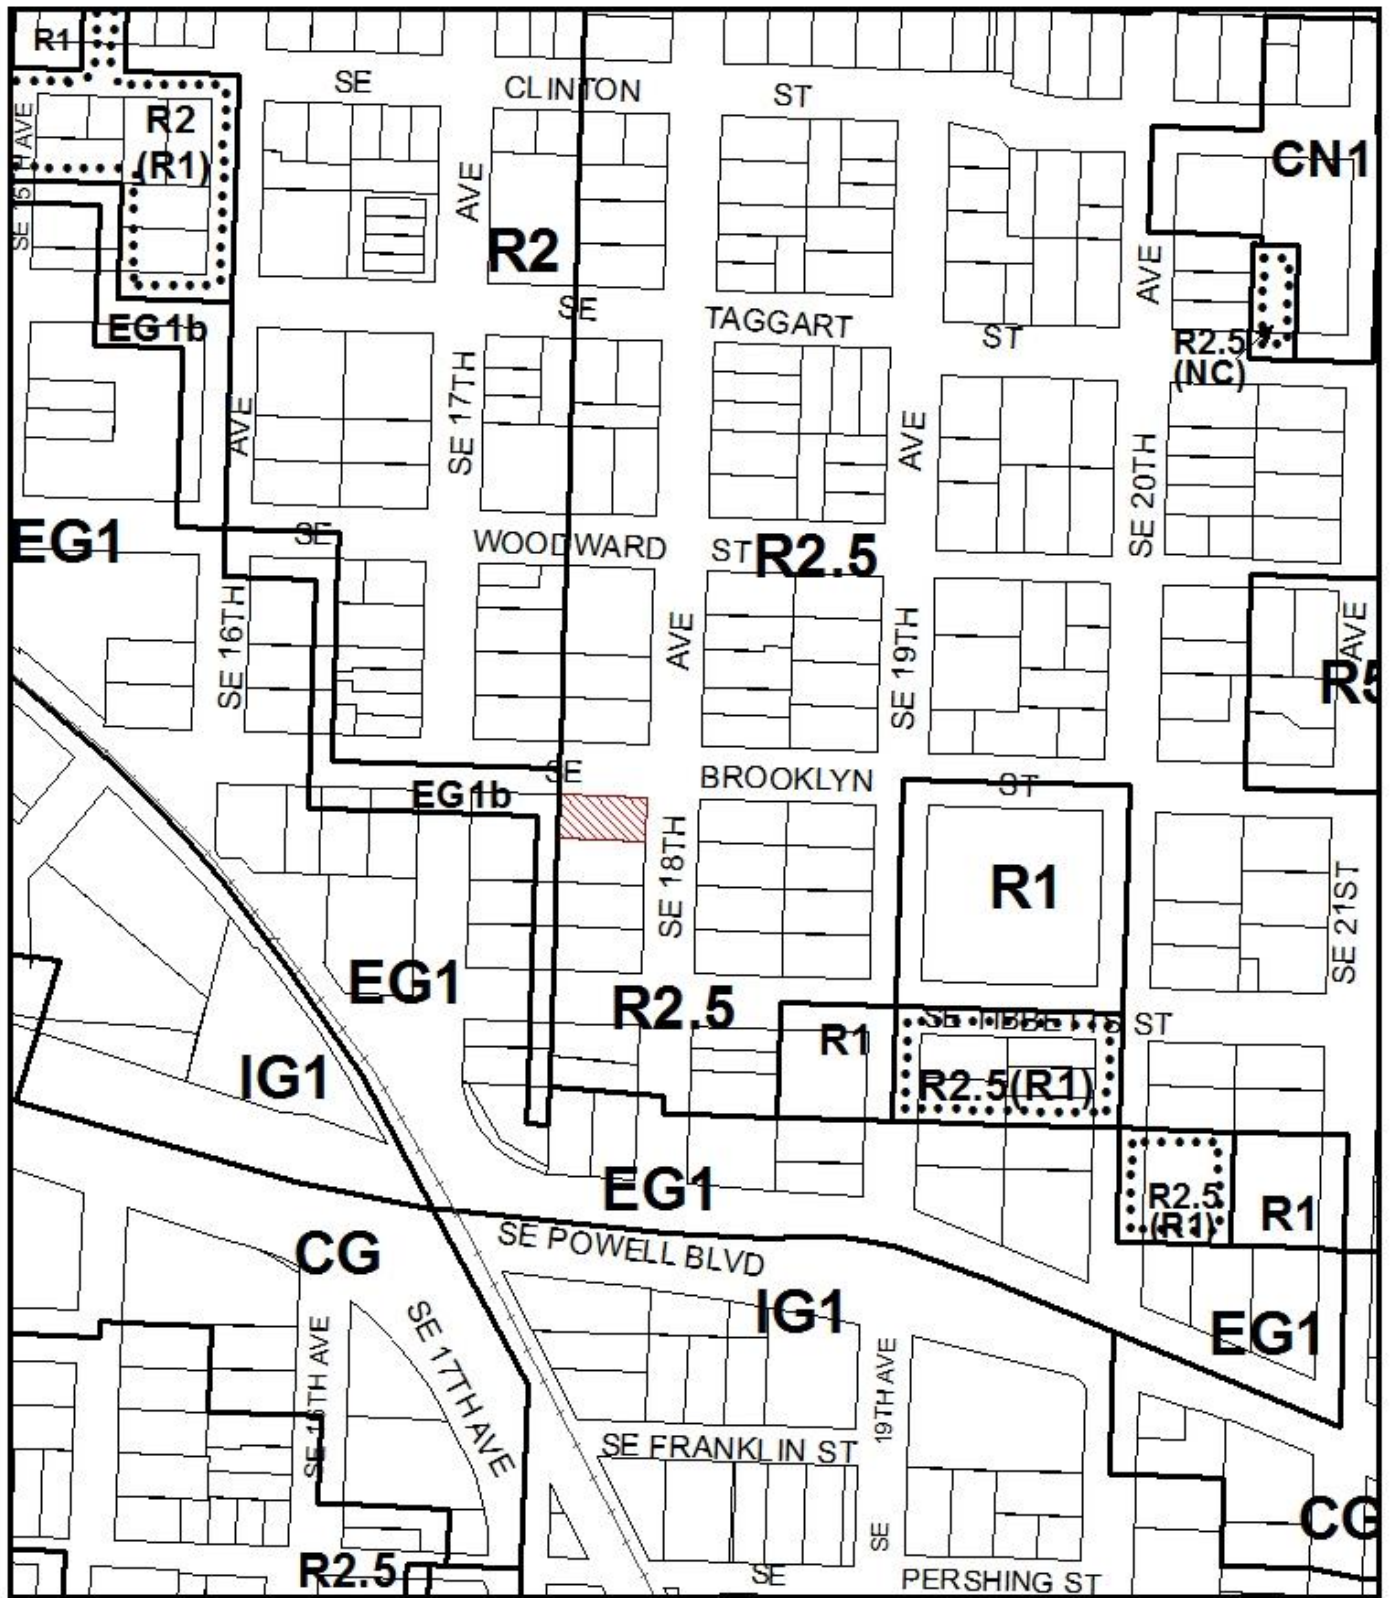 R1
SE CLINTON ST
R2
(R1)
SE 15TH AVE
CN1
AVE
R2
AVE
SE TAGGART ST
EG1b
R2.5
(NC)
SE 17TH
AVE
AVE
SE 20TH
EG1
SE WOODWARD ST
R2.5
SE 16TH
AVE
SE 19TH
AVE
R5
SE BROOKLYN ST
EG1b
SE 18TH
R1
SE 21ST
EG1
R2.5
SE TIBBETTS ST
R1
IG1
R2.5(R1)
EG1
R2.5
(R1)
R1
CG
SE POWELL BLVD
IG1
EG1
SE 16TH AVE
SE 17TH AVE
SE 19TH AVE
SE FRANKLIN ST
CG
R2.5
SE PERSHING ST